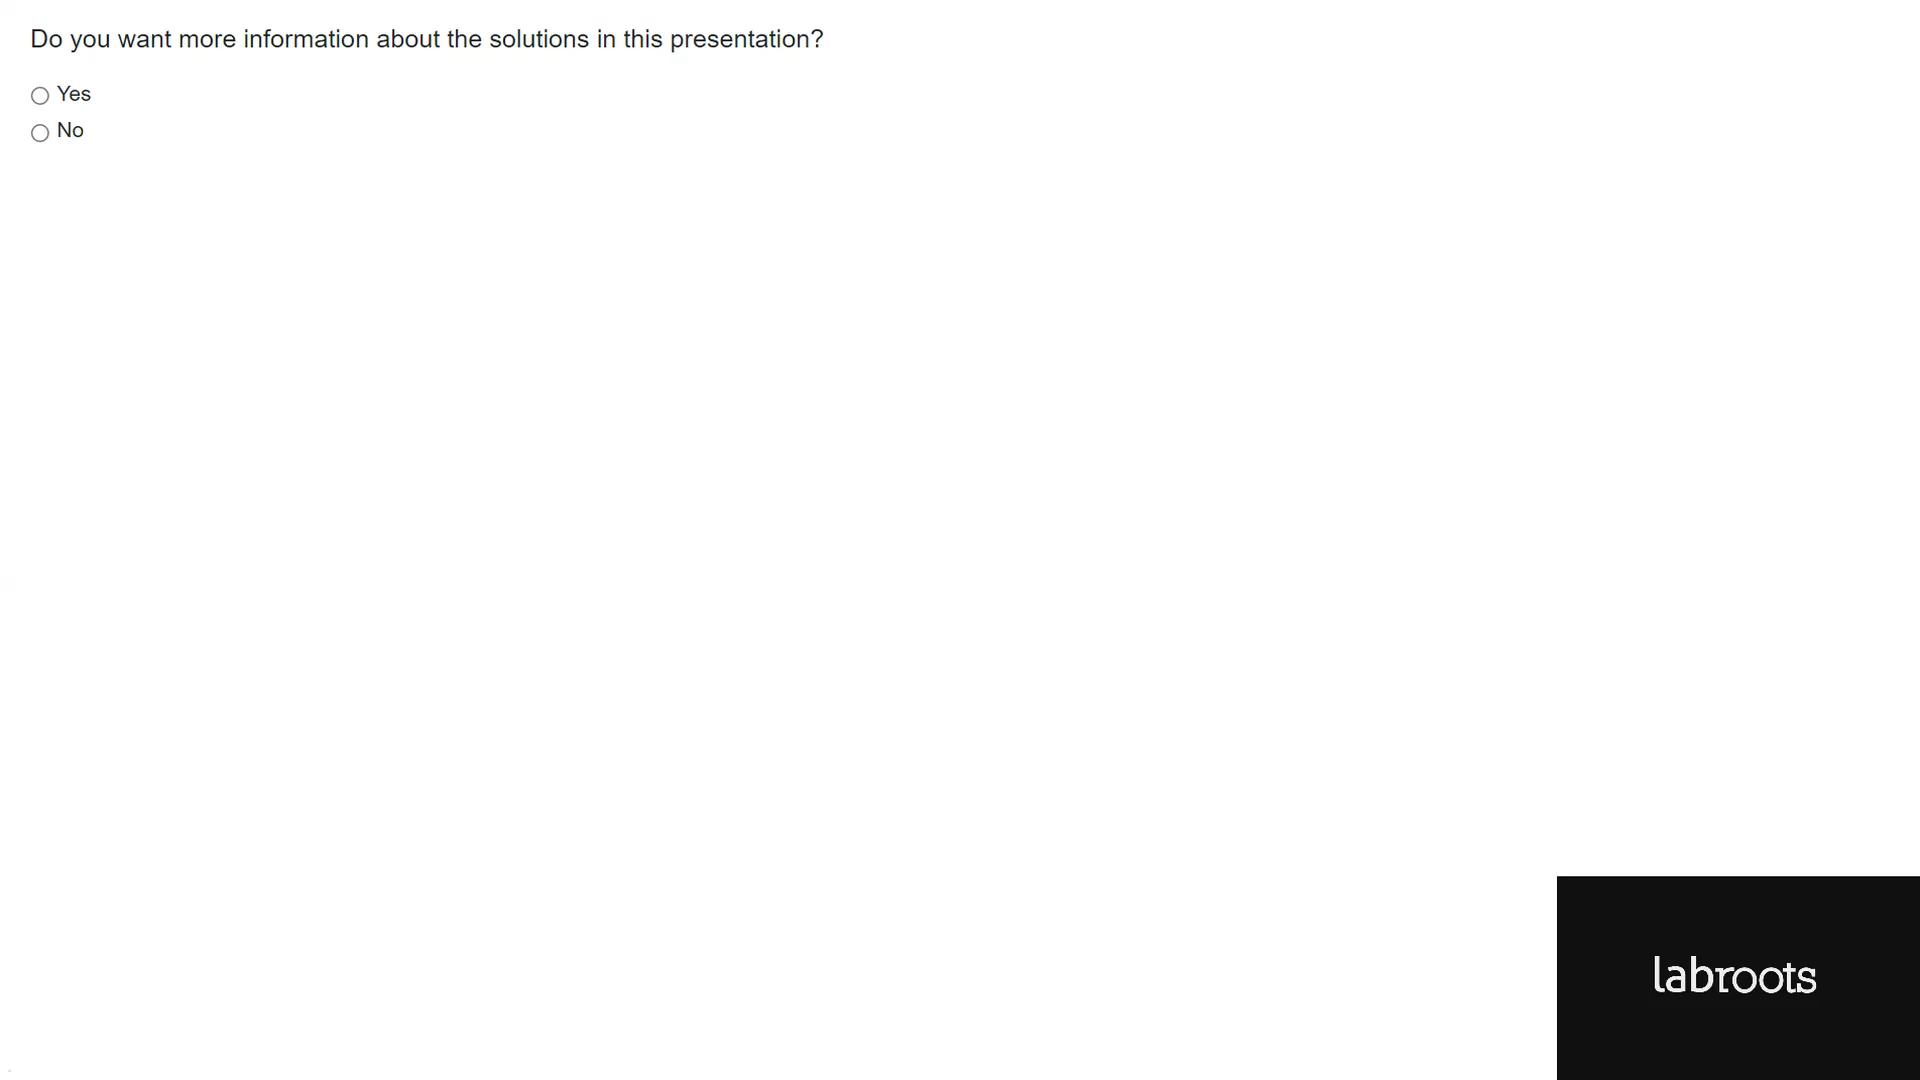 Do you want more information about the solutions in this presentation?
Yes
No
labroots